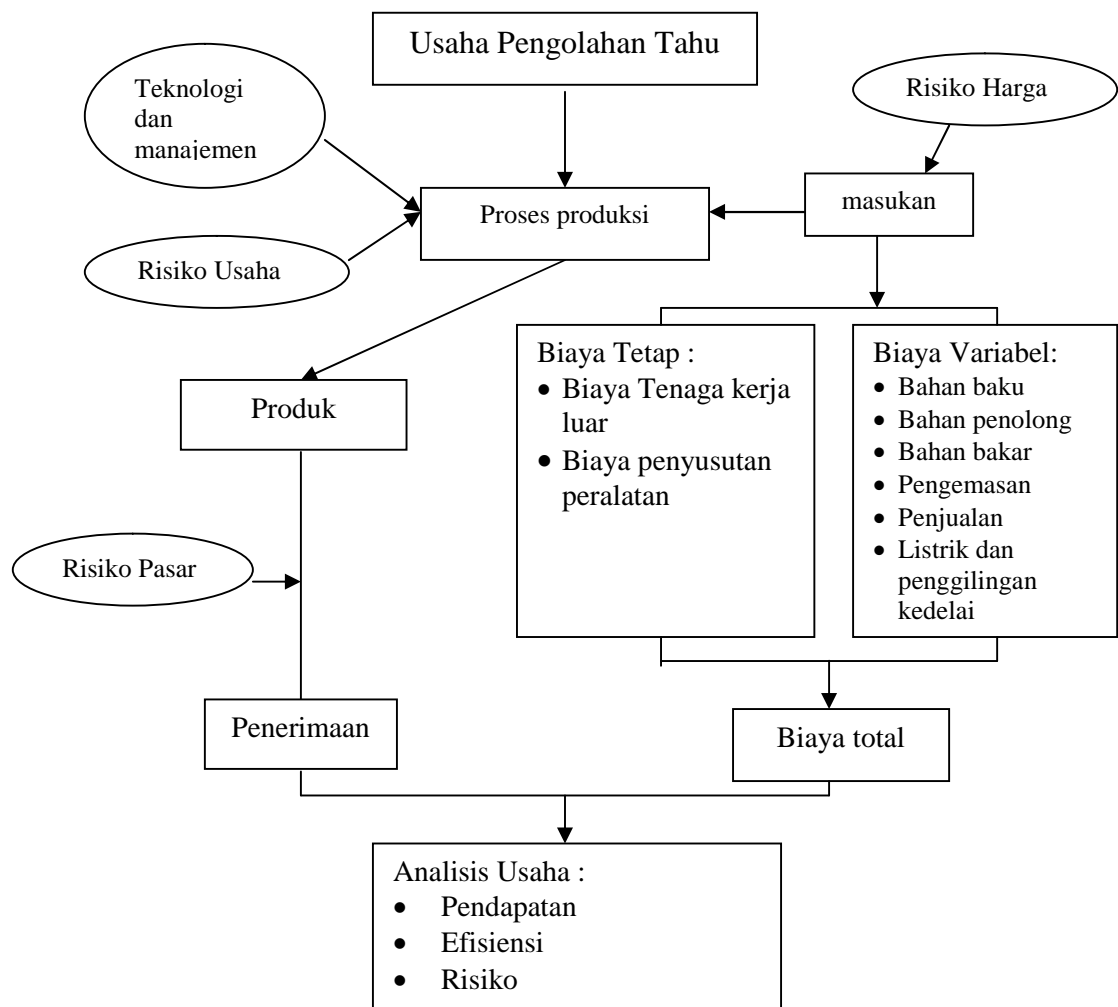 Usaha Pengolahan Tahu
Teknologi
dan
manajemen
Risiko Harga
masukan
Proses produksi
Risiko Usaha
Biaya Tetap :
• Biaya Tenaga kerja
luar
• Biaya penyusutan
peralatan
Biaya Variabel:
• Bahan baku
• Bahan penolong
• Bahan bakar
• Pengemasan
• Penjualan
• Listrik dan
penggilingan
kedelai
Produk
Risiko Pasar
Penerimaan
Biaya total
Analisis Usaha :
• Pendapatan
• Efisiensi
• Risiko